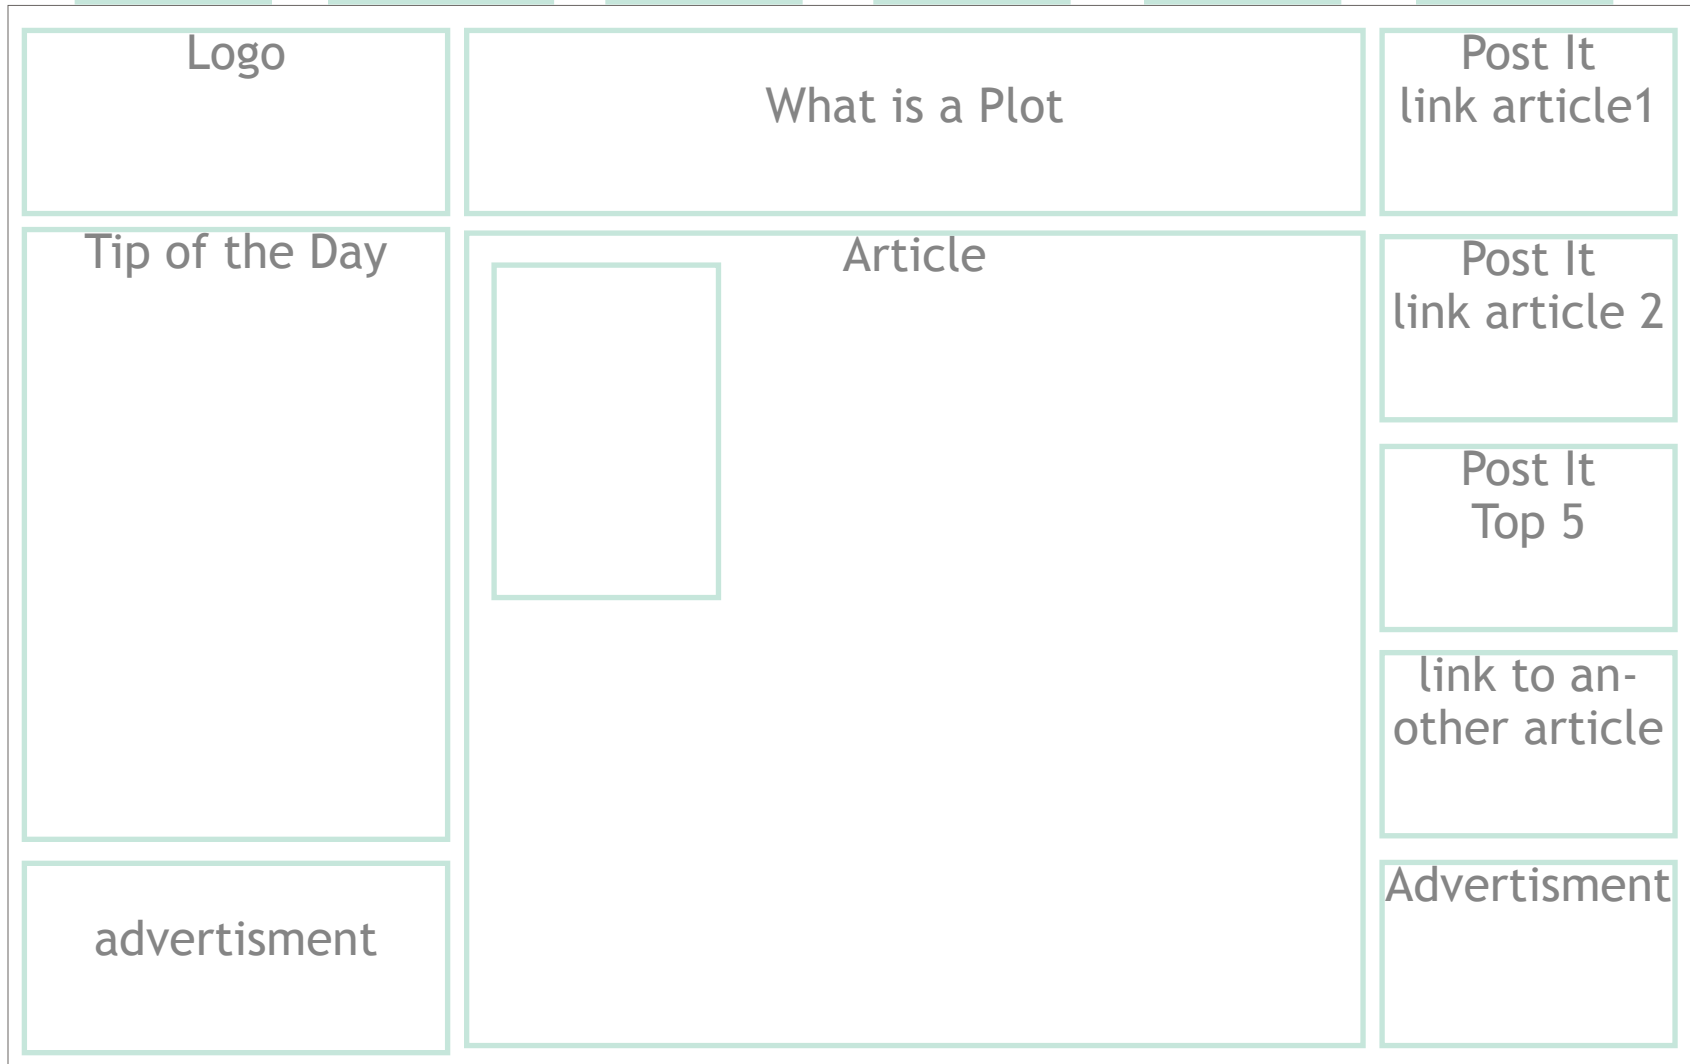 Logo
What is a Plot
Post It
link article1
Tip of the Day
Article
Post It
link article 2
Post It
Top 5
link to an-
other article
advertisment
Advertisment